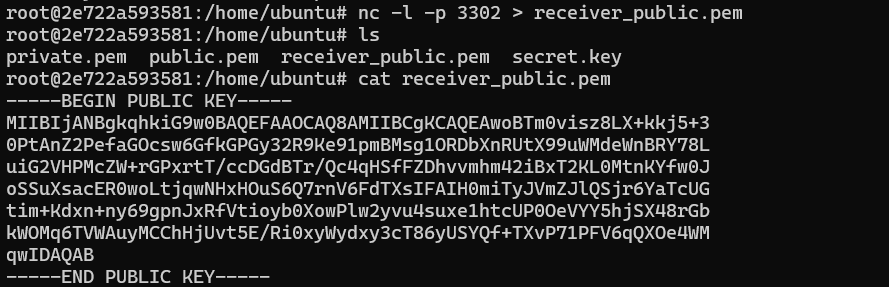 root@2e722a593581:/home/ubuntu# nc -l -p 3302 > receiver_public.pem
root@2e722a593581:/home/ubuntu# ls
private.pem  public.pem  receiver_public.pem  secret.key
root@2e722a593581:/home/ubuntu# cat receiver_public.pem
-----BEGIN PUBLIC KEY-----
MIIBIjANBgkqhkiG9w0BAQEFAAOCAQ8AMIIBCgKCAQEAwoBTm0visz8LX+kkj5+3
0PtAnZ2PefaGOcsw6GfkGPGy32R9Ke91pmBMsg1ORDbXnRUtX99uWMdeWnBRY78L
uiG2VHPMcZW+rGPxrtT/ccDGdBTr/Qc4qHSfFZDhvvmhm42iBxT2KL0MtnKYfw0J
oSSuXsacER0woLtjqwNHxHOuS6Q7rnV6FdTXsIFAIH0miTyJVmZJlQSjr6YaTcUG
tim+Kdxn+ny69gpnJxRfVtioyb0XowPlw2yvu4suxe1htcUP0OeVYY5hjSX48rGb
kWOMq6TVWAuyMCChHjUvt5E/Ri0xyWydxy3cT86yUSYQf+TXvP71PFV6qQXOe4WM
qwIDAQAB
-----END PUBLIC KEY-----